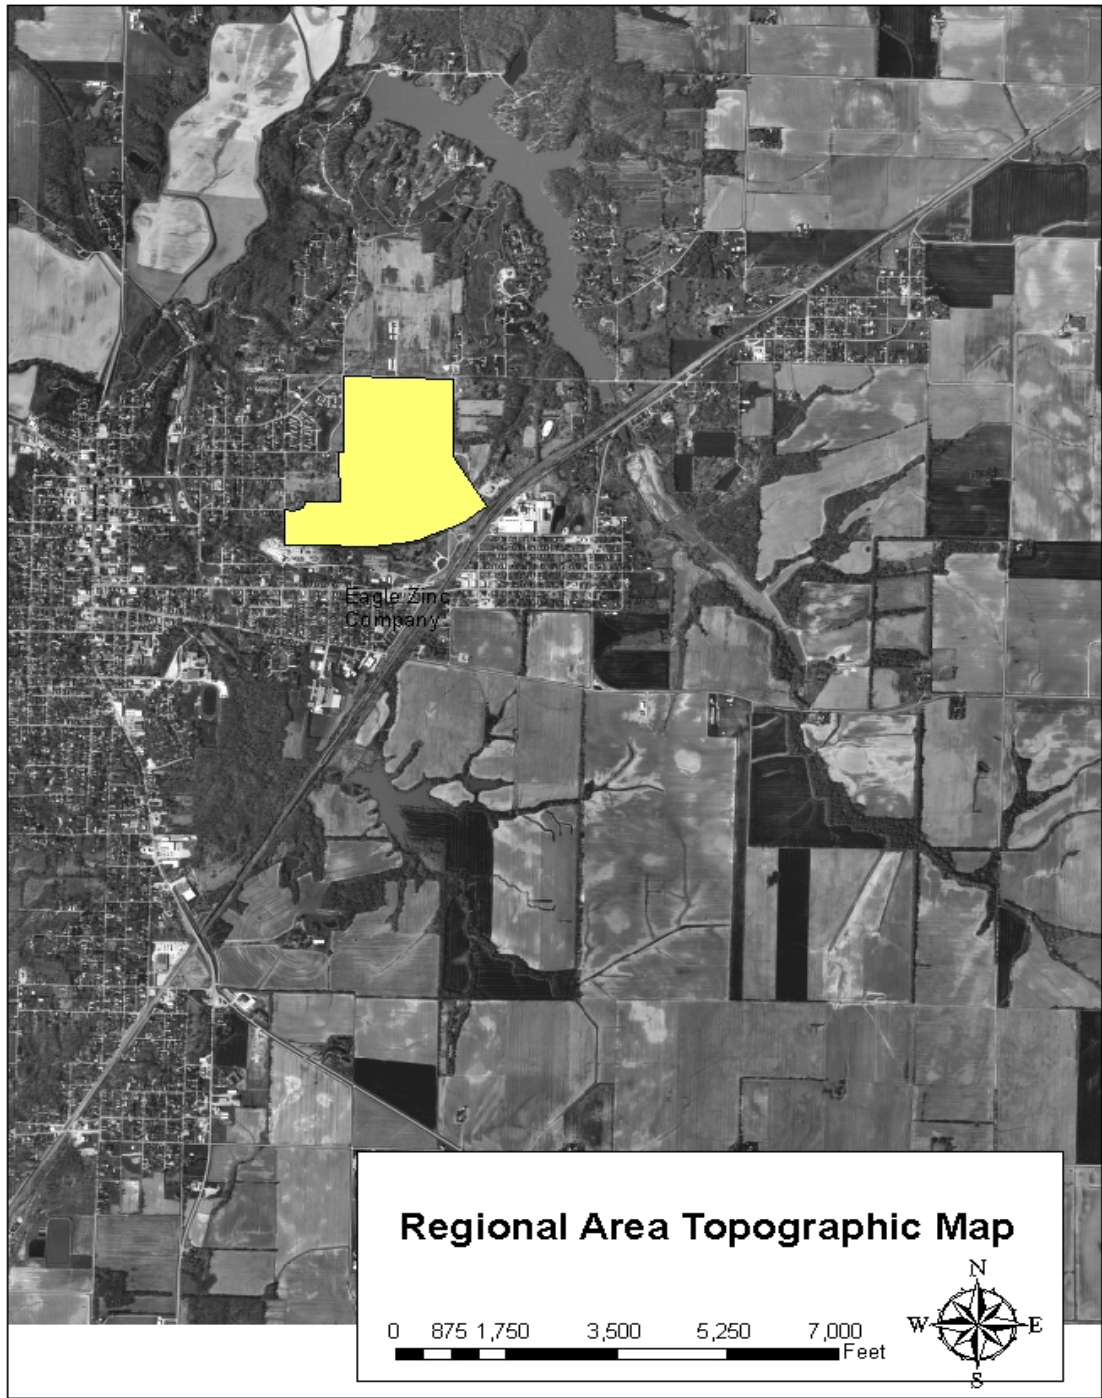 Eagle Zinc
Company
Regional Area Topographic Map
N
0 875 1,750 3,500 5,250 7,000
W E
Feet
S